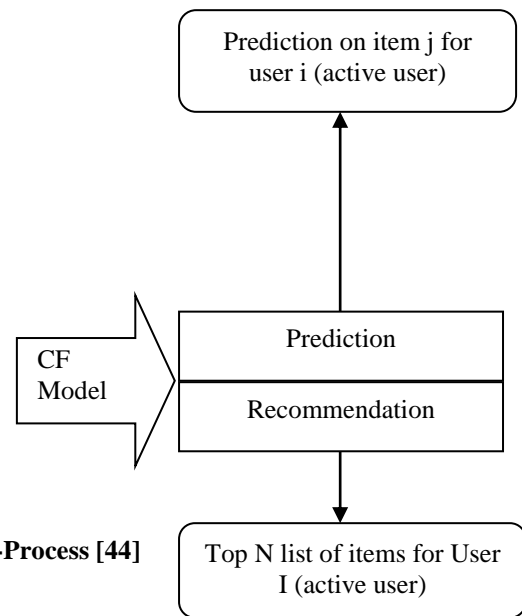 Prediction on item j for
user i (active user)
CF
Model
Prediction
Recommendation
-Process [44]
Top N list of items for User
I (active user)